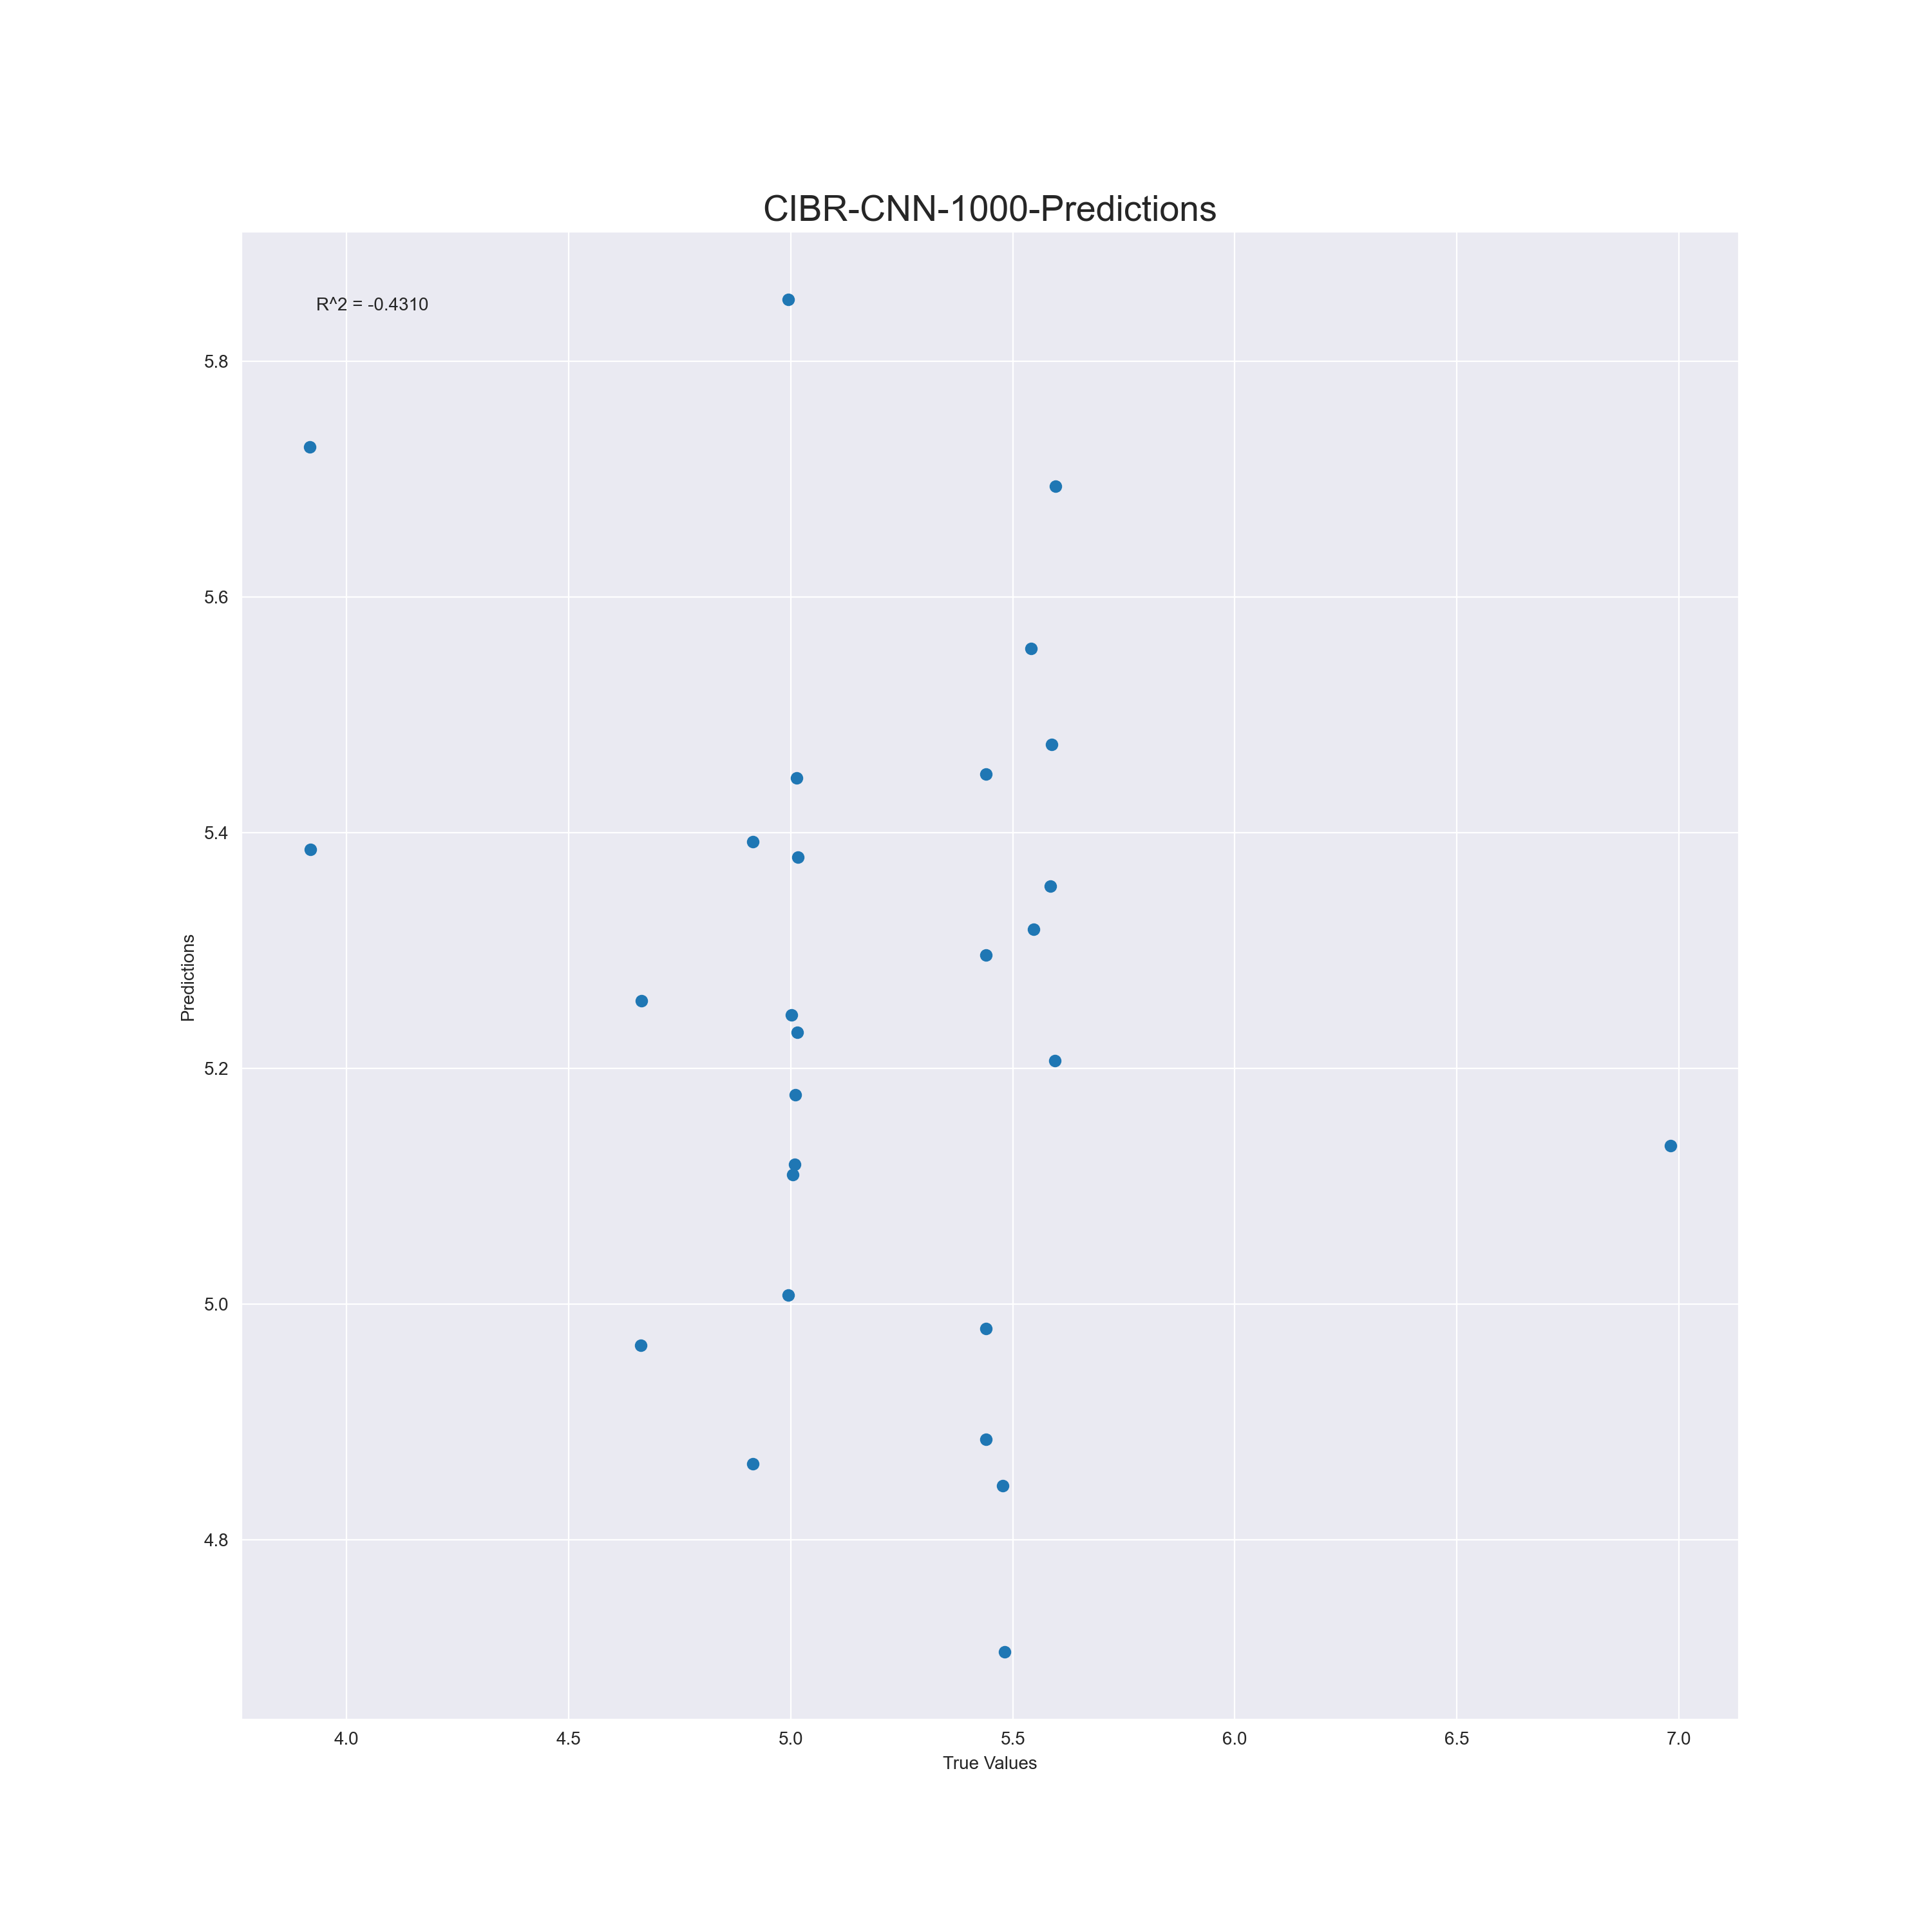 CIBR-CNN-1000-Predictions
R^2 = -0.4310
5.8
5.6
5.4
5.2
5.0
4.8
Predictions
4.0 4.5 5.0 5.5 6.0 6.5 7.0
True Values